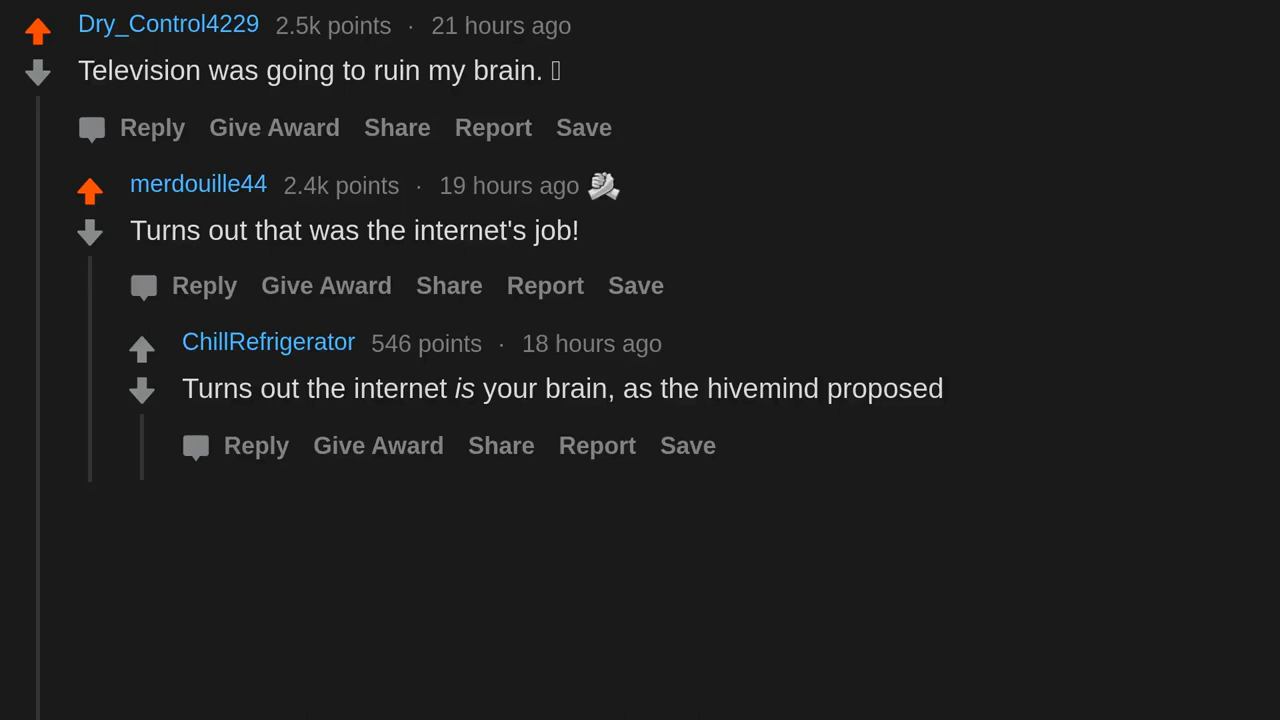 Dry_Control4229 2.5k points · 21 hours ago
Television was going to ruin my brain. 
Reply Give Award Share Report Save
merdouille44 2.4k points · 19 hours ago
Turns out that was the internet's job!
Reply Give Award Share Report Save
ChillRefrigerator 546 points · 18 hours ago
Turns out the internet is your brain, as the hivemind proposed
Reply Give Award Share Report Save